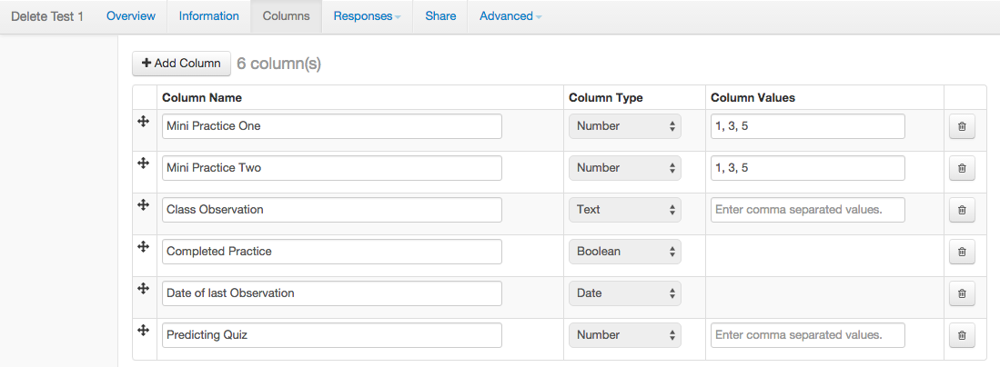 Delete Test 1 Overview Information Columns Responses Share Advanced
Add Column 6 column(s)
Column Name Column Type Column Values
Mini Practice One Number 1, 3, 5
Mini Practice Two Number 1, 3, 5
Class Observation Text Enter comma separated values.
Completed Practice Boolean
Date of last Observation Date
Predicting Quiz Number Enter comma separated values.